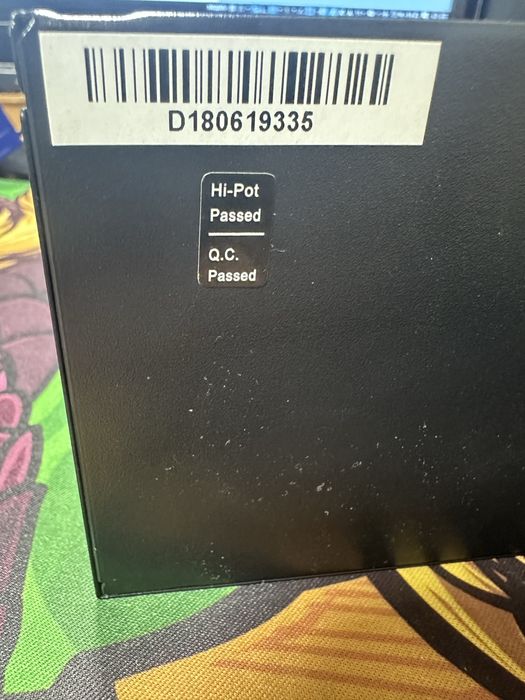 D180619335
Hi-Pot
Passed
Q.C.
Passed